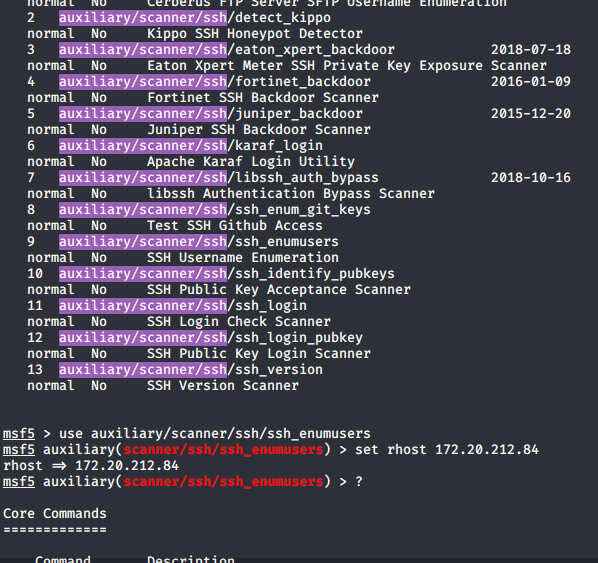 normal No Cerberus FTP Server SFTP Username Enumeration
2 auxiliary/scanner/ssh/detect_kippo
normal No Kippo SSH Honeypot Detector
3 auxiliary/scanner/ssh/eaton_xpert_backdoor 2018-07-18
normal No Eaton Xpert Meter SSH Private Key Exposure Scanner
4 auxiliary/scanner/ssh/fortinet_backdoor 2016-01-09
normal No Fortinet SSH Backdoor Scanner
5 auxiliary/scanner/ssh/juniper_backdoor 2015-12-20
normal No Juniper SSH Backdoor Scanner
6 auxiliary/scanner/ssh/karaf_login
normal No Apache Karaf Login Utility
7 auxiliary/scanner/ssh/libssh_auth_bypass 2018-10-16
normal No libssh Authentication Bypass Scanner
8 auxiliary/scanner/ssh/ssh_enum_git_keys
normal No Test SSH Github Access
9 auxiliary/scanner/ssh/ssh_enumusers
normal No SSH Username Enumeration
10 auxiliary/scanner/ssh/ssh_identify_pubkeys
normal No SSH Public Key Acceptance Scanner
11 auxiliary/scanner/ssh/ssh_login
normal No SSH Login Check Scanner
12 auxiliary/scanner/ssh/ssh_login_pubkey
normal No SSH Public Key Login Scanner
13 auxiliary/scanner/ssh/ssh_version
normal No SSH Version Scanner
msf5 > use auxiliary/scanner/ssh/ssh_enumusers
msf5 auxiliary(scanner/ssh/ssh_enumusers) > set rhost 172.20.212.84
rhost => 172.20.212.84
msf5 auxiliary(scanner/ssh/ssh_enumusers) > ?
Core Commands
=============
Command Description